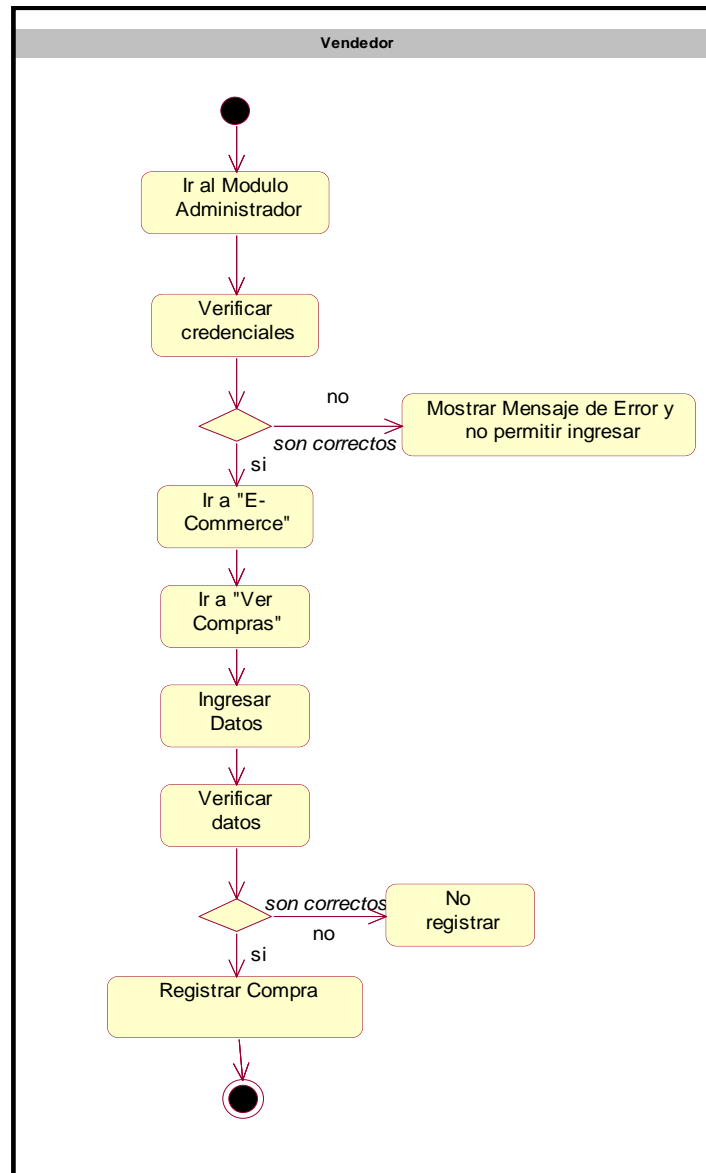 Vendedor
Ir al Modulo
Administrador
Verificar
credenciales
no
son correctos
Mostrar Mensaje de Error y
no permitir ingresar
si
Ir a "E-
Commerce"
Ir a "Ver
Compras"
Ingresar
Datos
Verificar
datos
son correctos
no
No
registrar
si
Registrar Compra